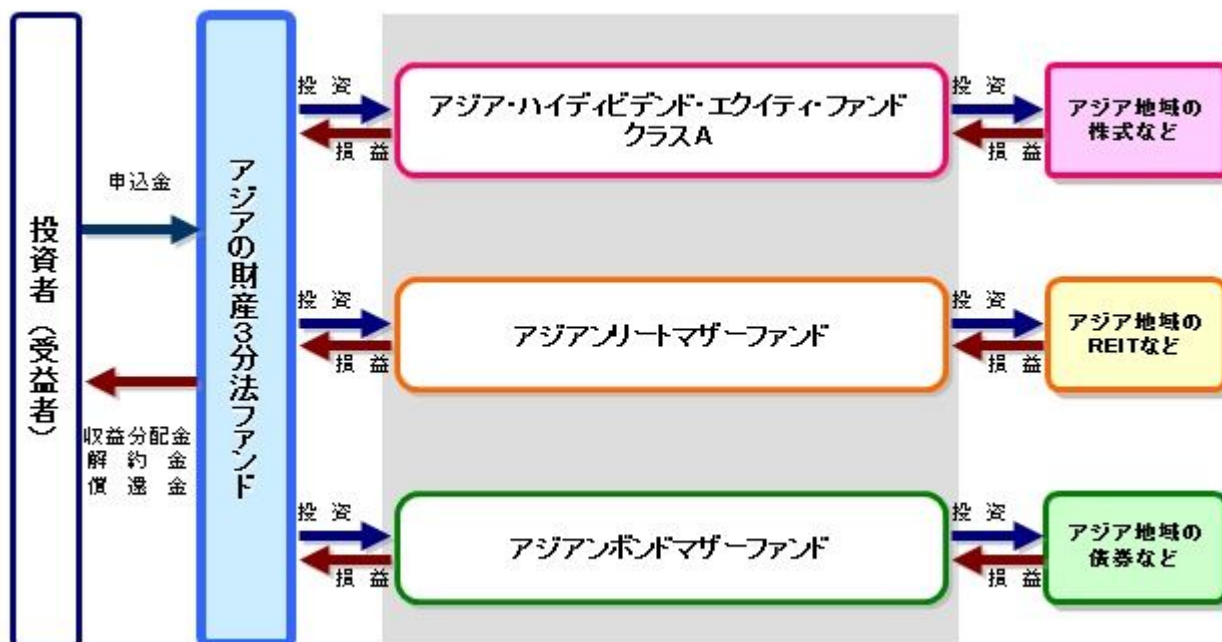 投資者（受益者）
申込金
収益分配金
解約金
償還金
アジアの財産3分法ファンド
投資
損益
アジア・ハイディビデンド・エクイティ・ファンド
クラスA
投資
損益
アジア地域の
株式など
投資
損益
アジアンリートマザーファンド
投資
損益
アジア地域の
REITなど
投資
損益
アジアンボンドマザーファンド
投資
損益
アジア地域の
債券など